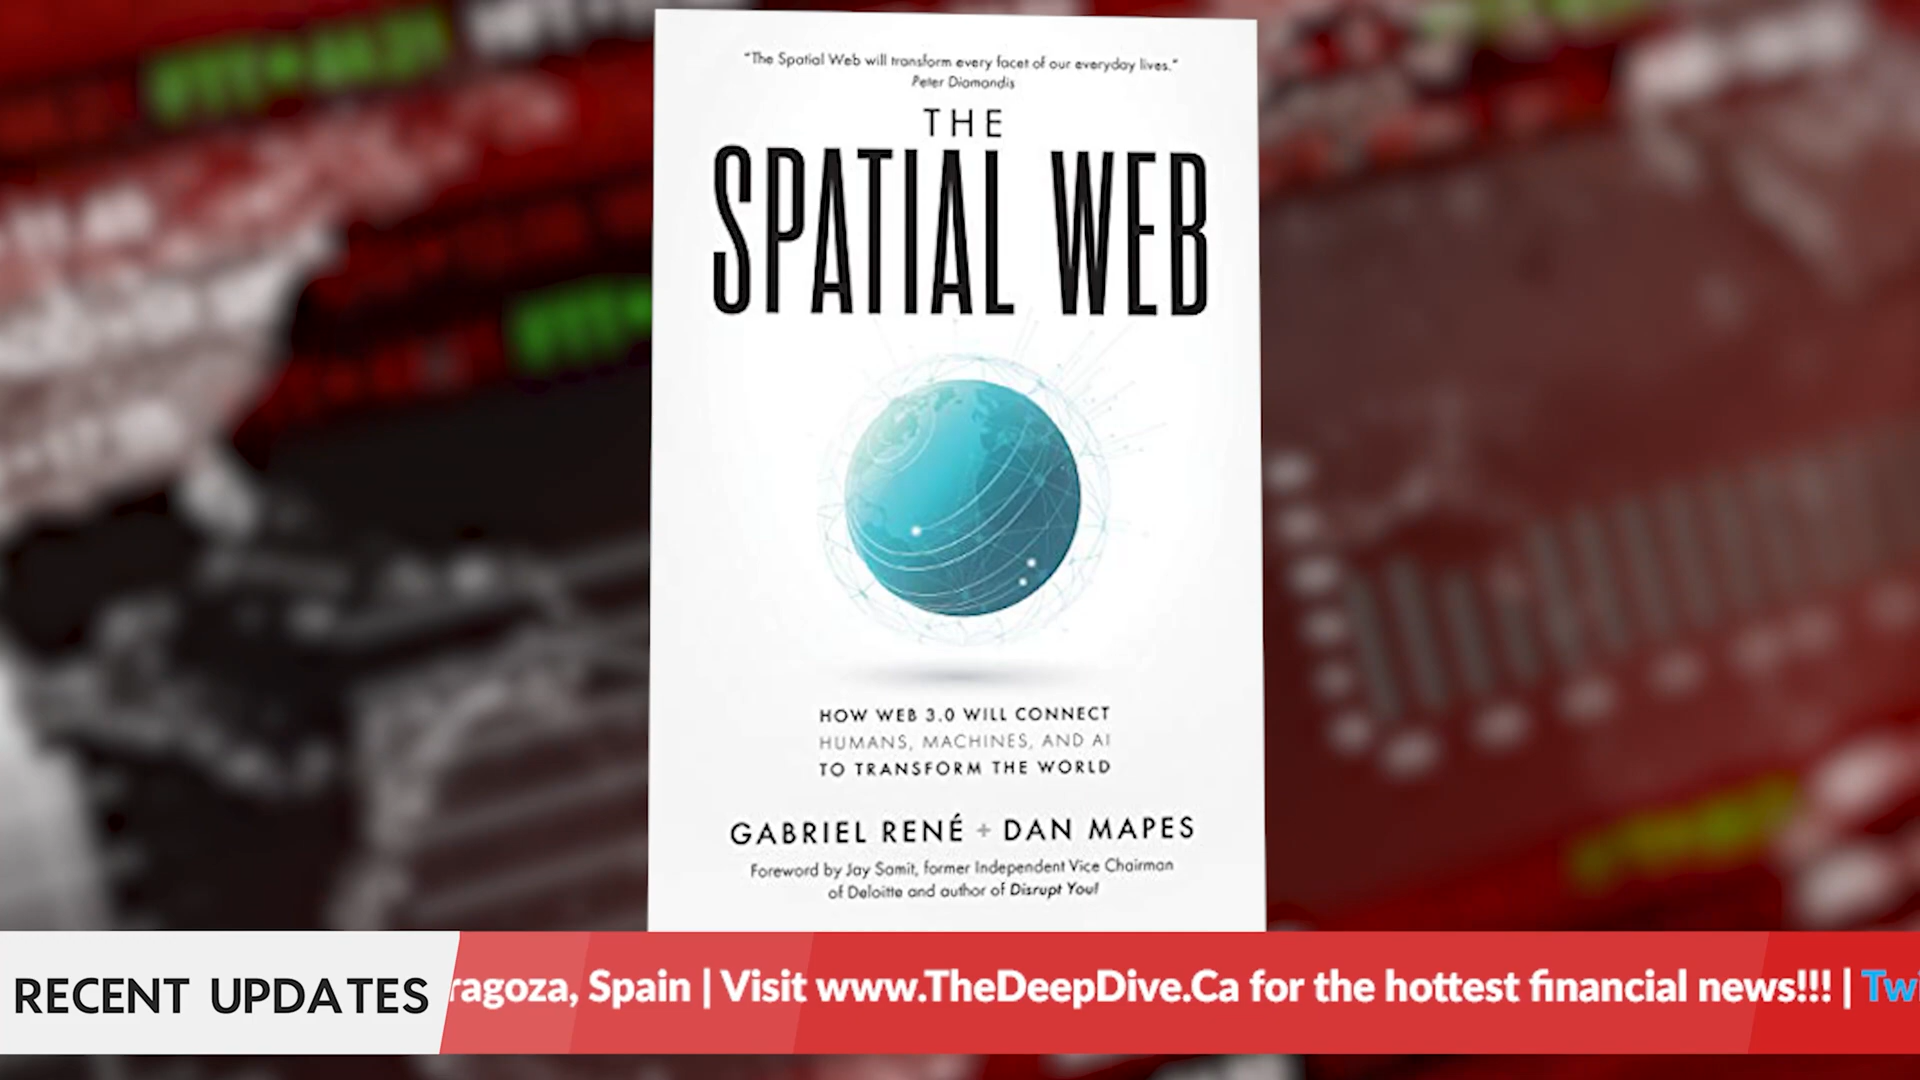 "The Spatial Web will transform every facet of our everyday lives."
Peter Diamandis
THE
SPATIAL WEB
HOW WEB 3.0 WILL CONNECT
HUMANS, MACHINES, AND AI
TO TRANSFORM THE WORLD
GABRIEL RENÉ + DAN MAPES
Foreword by Jay Samit, former Independent Vice Chairman
of Deloitte and author of Disrupt You!
RECENT UPDATES
ragoza, Spain | Visit www.TheDeepDive.Ca for the hottest financial news!!! | Tw